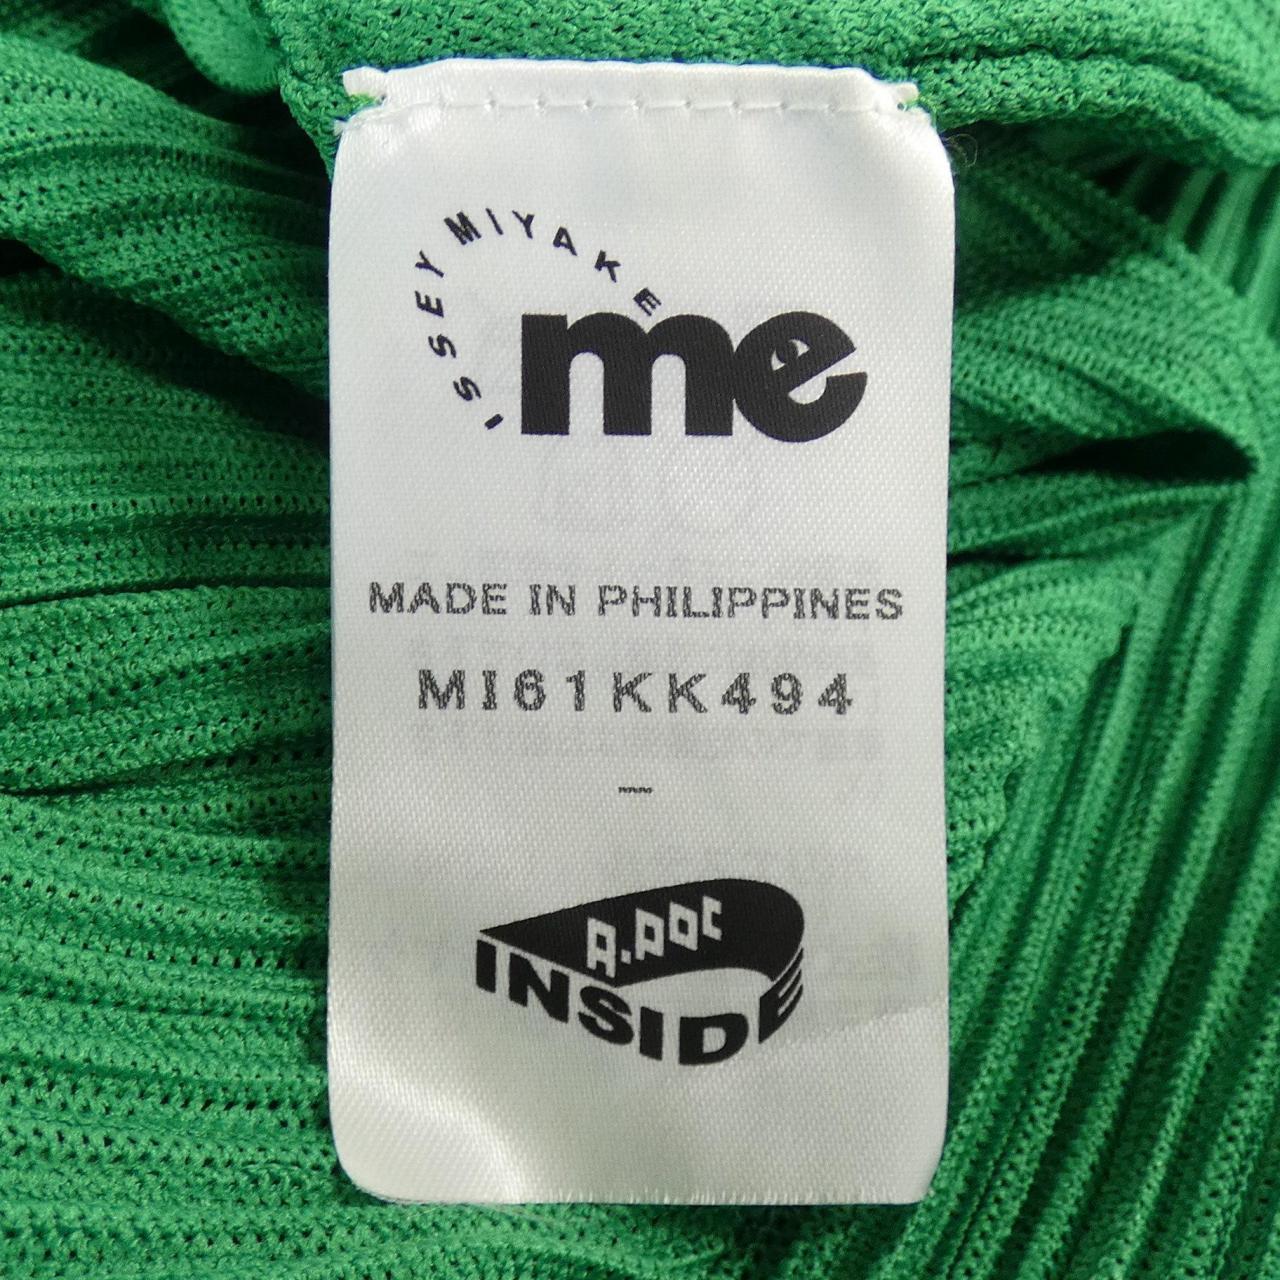 ISSEY MIYAKE
me
MADE IN PHILIPPINES
MI61KK494
A-POC
INSIDE